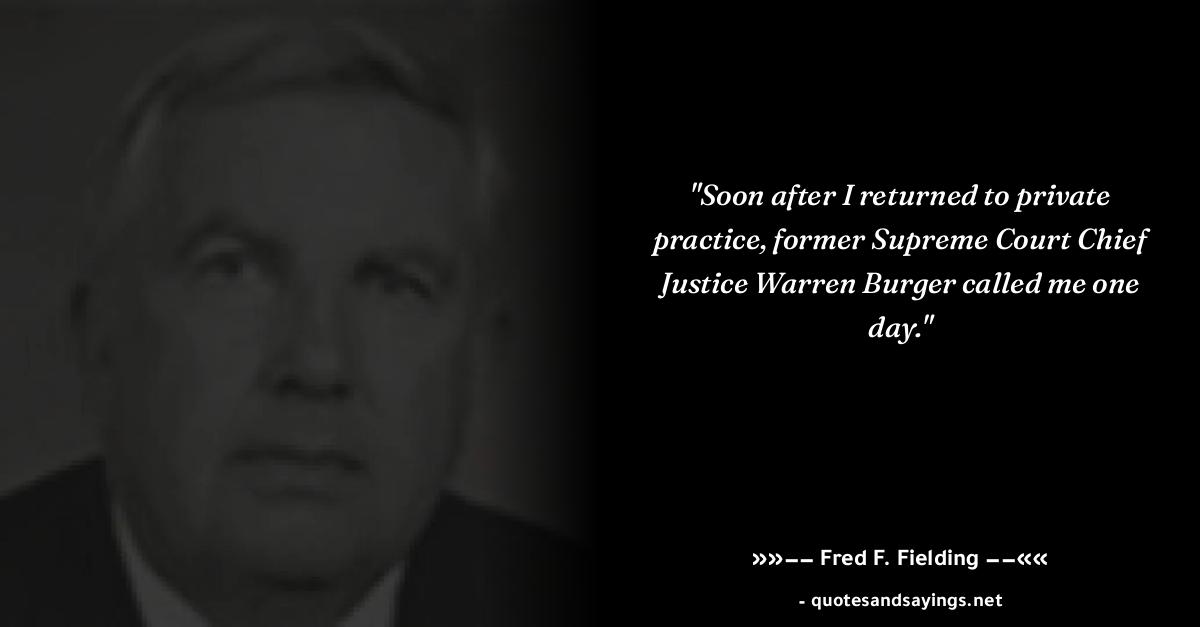 "Soon after I returned to private
practice, former Supreme Court Chief
Justice Warren Burger called me one
day."
»»−− Fred F. Fielding −−««
- quotesandsayings.net